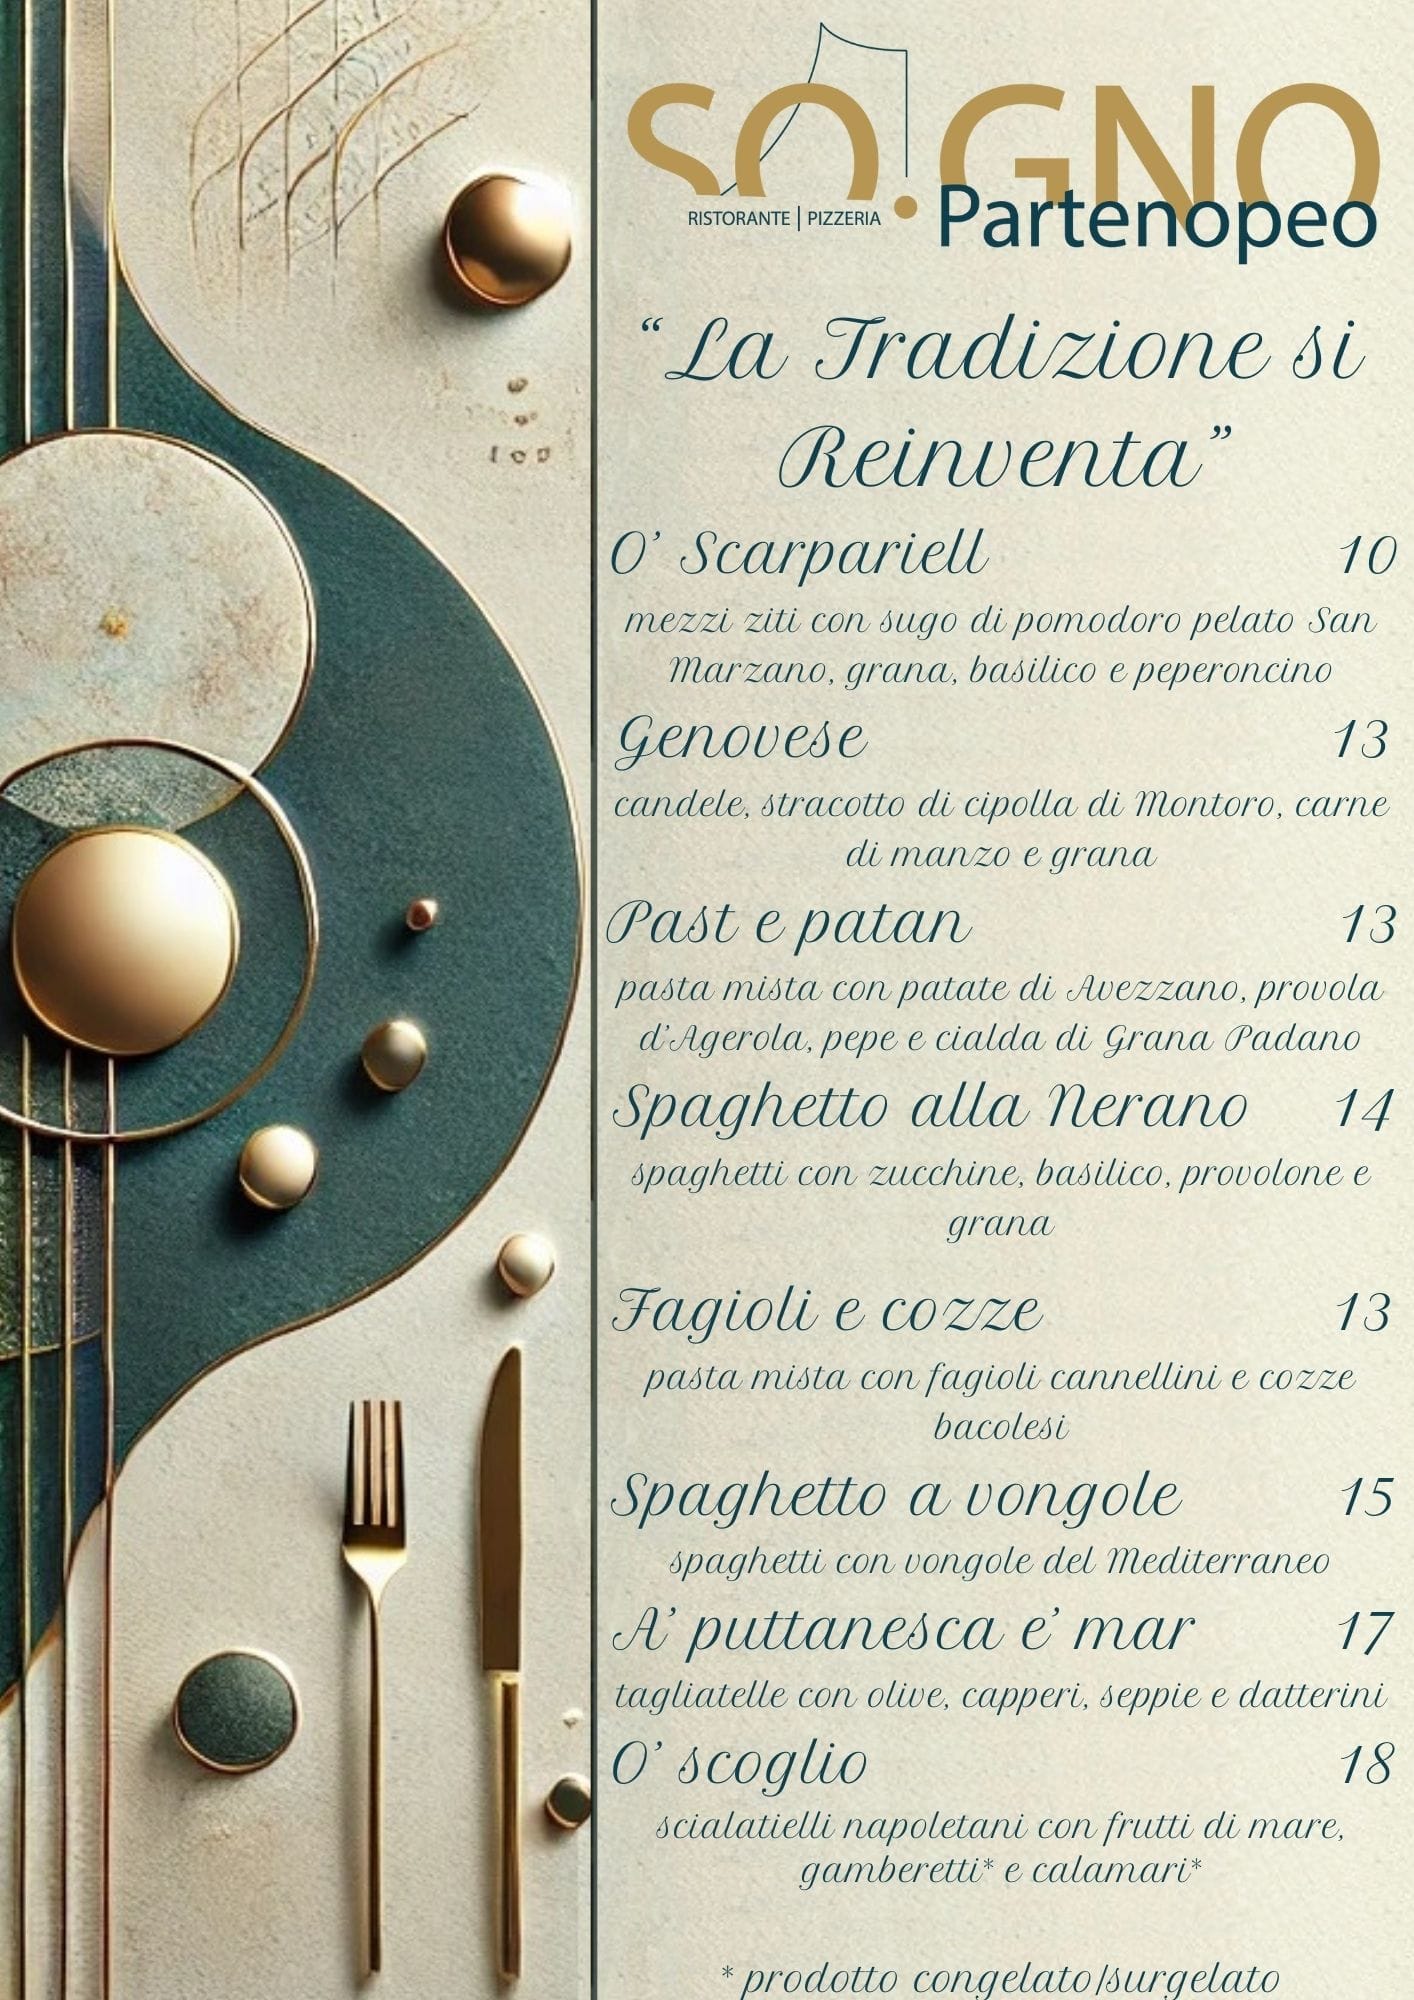 SO.GNO
RISTORANTE | PIZZERIA
Partenopeo
“ La Tradizione si
Reinventa”
O’ Scarpariell 10
mezzi ziti con sugo di pomodoro pelato San
Marzano, grana, basilico e peperoncino
Genovese 13
candele, stracotto di cipolla di Montoro, carne
di manzo e grana
Past e patan 13
pasta mista con patate di Avezzano, provola
d’Agerola, pepe e cialda di Grana Padano
Spaghetto alla Nerano 14
spaghetti con zucchine, basilico, provolone e
grana
Fagioli e cozze 13
pasta mista con fagioli cannellini e cozze
bacolesi
Spaghetto a vongole 15
spaghetti con vongole del Mediterraneo
A’ puttanesca e’ mar 17
tagliatelle con olive, capperi, seppie e datterini
O’ scoglio 18
scialatielli napoletani con frutti di mare,
gamberetti* e calamari*
* prodotto congelato/surgelato